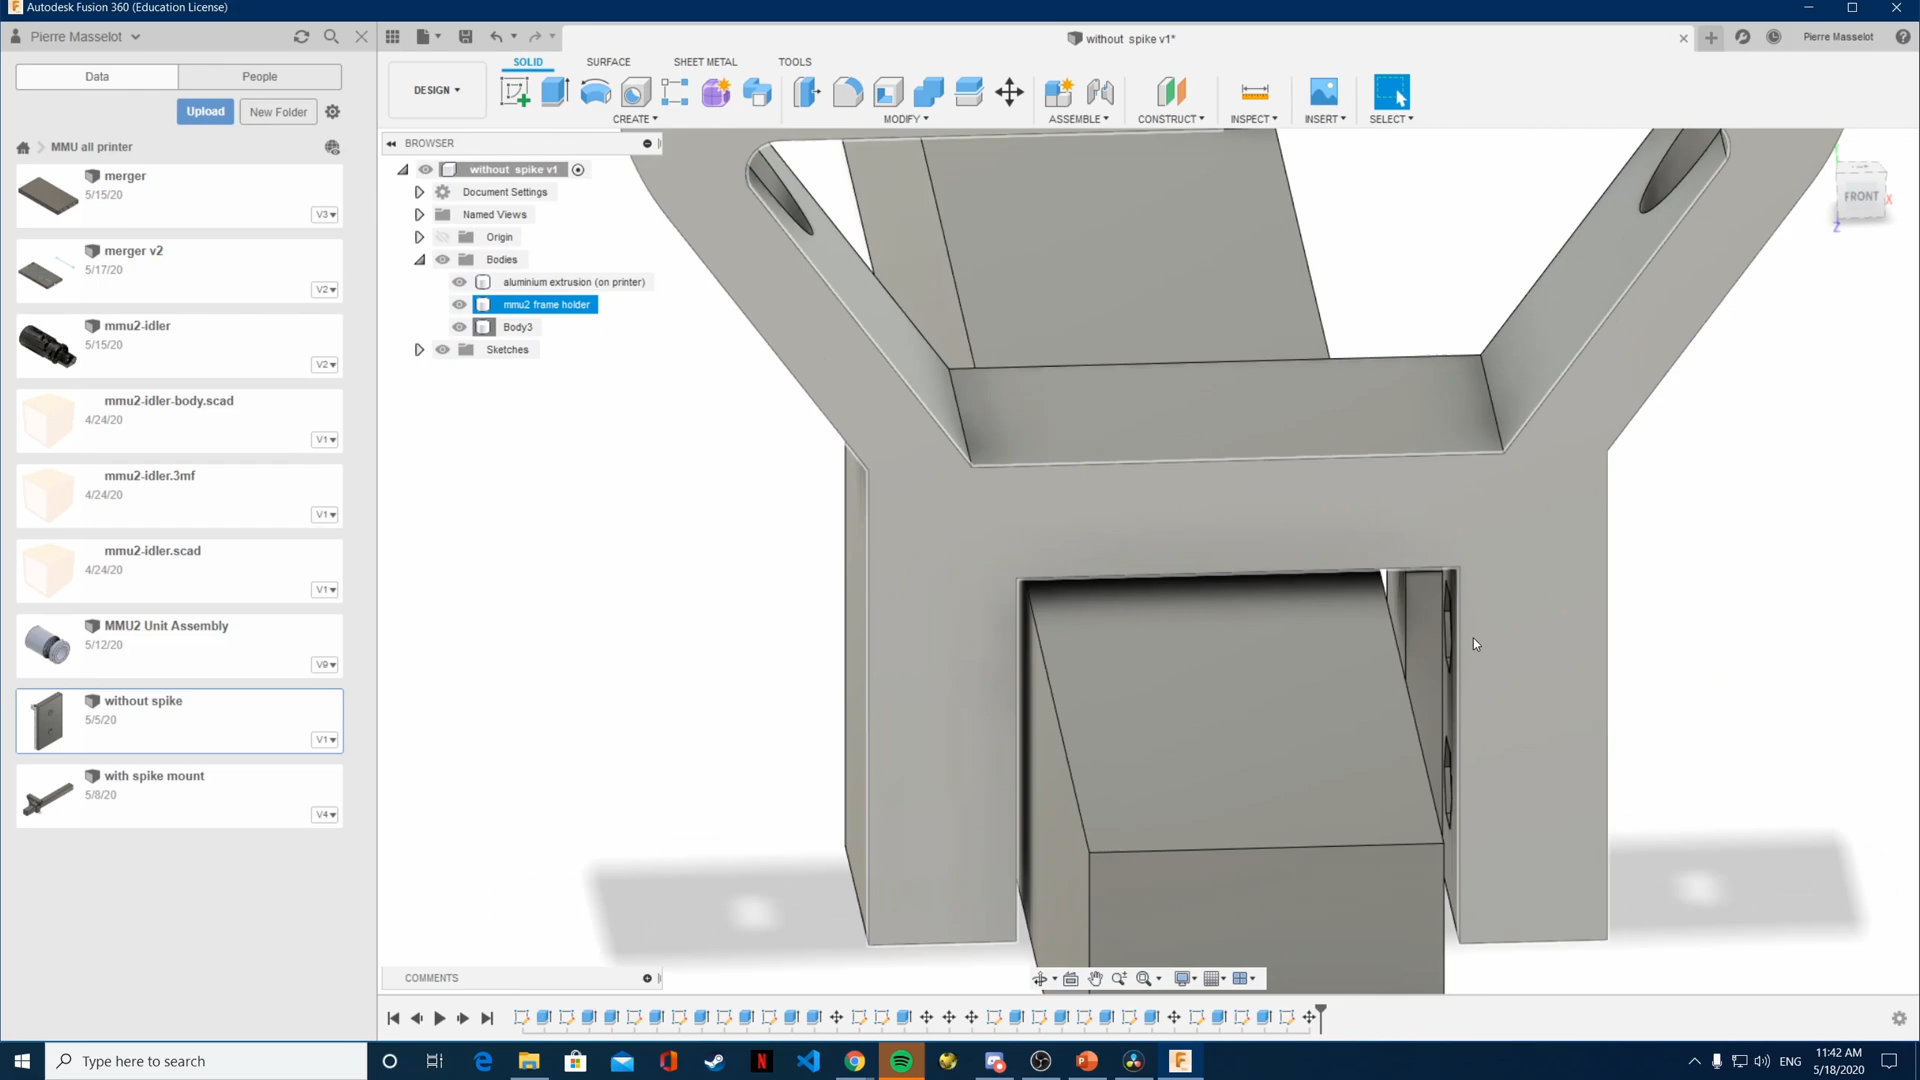 Autodesk Fusion 360 (Education License)
Pierre Masselot
without spike v1*
Pierre Masselot
Data
People
Upload
New Folder
MMU all printer
merger
5/15/20
V3
merger v2
5/17/20
V2
mmu2-idler
5/15/20
V2
mmu2-idler-body.scad
4/24/20
V1
mmu2-idler.3mf
4/24/20
V1
mmu2-idler.scad
4/24/20
V1
MMU2 Unit Assembly
5/12/20
V9
without spike
5/5/20
V1
with spike mount
5/8/20
V4
DESIGN
SOLID
SURFACE
SHEET METAL
TOOLS
CREATE
MODIFY
ASSEMBLE
CONSTRUCT
INSPECT
INSERT
SELECT
BROWSER
without spike v1
Document Settings
Named Views
Origin
Bodies
aluminium extrusion (on printer)
mmu2 frame holder
Body3
Sketches
FRONT
X
Z
COMMENTS
Type here to search
ENG
11:42 AM
5/18/2020